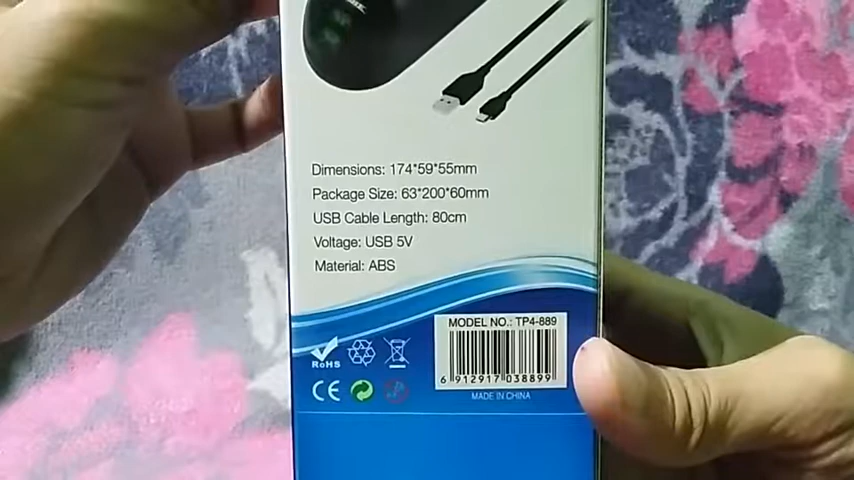 Dimensions: 174*59*55mm
Package Size: 63*200*60mm
USB Cable Length: 80cm
Voltage: USB 5V
Material: ABS
MODEL NO.: TP4-889
RoHS
6 912917 038899
CE
MADE IN CHINA